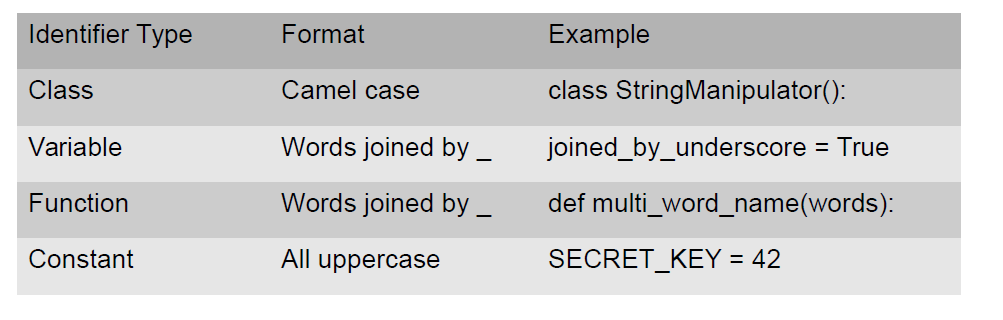 Identifier Type Format Example
Class Camel case class StringManipulator():
Variable Words joined by _ joined_by_underscore = True
Function Words joined by _ def multi_word_name(words):
Constant All uppercase SECRET_KEY = 42